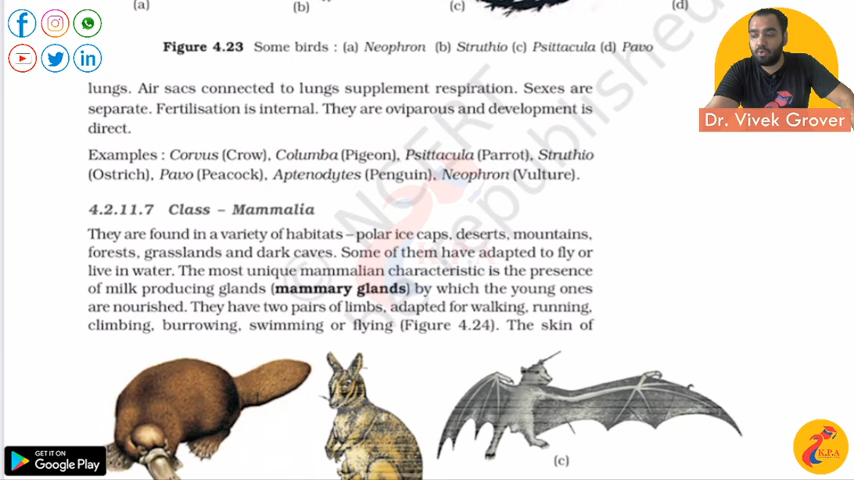 (a)
(b)
(c)
(d)
Figure 4.23 Some birds : (a) Neophron (b) Struthio (c) Psittacula (d) Pavo
Dr. Vivek Grover
lungs. Air sacs connected to lungs supplement respiration. Sexes are
separate. Fertilisation is internal. They are oviparous and development is
direct.
Examples : Corvus (Crow), Columba (Pigeon), Psittacula (Parrot), Struthio
(Ostrich), Pavo (Peacock), Aptenodytes (Penguin), Neophron (Vulture).
4.2.11.7 Class – Mammalia
They are found in a variety of habitats – polar ice caps, deserts, mountains,
forests, grasslands and dark caves. Some of them have adapted to fly or
live in water. The most unique mammalian characteristic is the presence
of milk producing glands (mammary glands) by which the young ones
are nourished. They have two pairs of limbs, adapted for walking, running,
climbing, burrowing, swimming or flying (Figure 4.24). The skin of
© NCERT
be republished
(c)
GET IT ON
Google Play
K.P.A